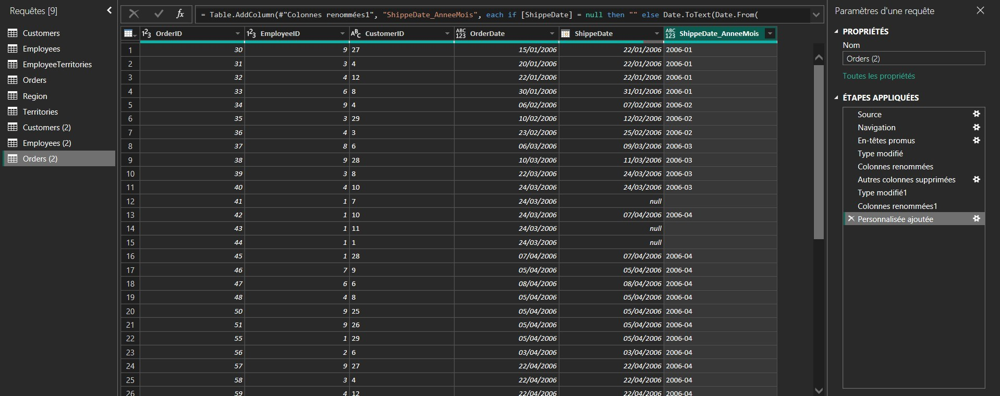 Requêtes [9]
Customers
Employees
EmployeeTerritories
Orders
Region
Territories
Customers (2)
Employees (2)
Orders (2)
fx = Table.AddColumn(#"Colonnes renommées1", "ShippeDate_AnneeMois", each if [ShippeDate] = null then "" else Date.ToText(Date.From(
123 OrderID 123 EmployeeID ABC CustomerID ABC 123 OrderDate ShippeDate ABC 123 ShippeDate_AnneeMois
1 30 9 27 15/01/2006 22/01/2006 2006-01
2 31 3 4 20/01/2006 22/01/2006 2006-01
3 32 4 12 22/01/2006 22/01/2006 2006-01
4 33 6 8 30/01/2006 31/01/2006 2006-01
5 34 9 4 06/02/2006 07/02/2006 2006-02
6 35 3 29 10/02/2006 12/02/2006 2006-02
7 36 4 3 23/02/2006 25/02/2006 2006-02
8 37 8 6 06/03/2006 09/03/2006 2006-03
9 38 9 28 10/03/2006 11/03/2006 2006-03
10 39 3 8 22/03/2006 24/03/2006 2006-03
11 40 4 10 24/03/2006 24/03/2006 2006-03
12 41 1 7 24/03/2006 null
13 42 1 10 24/03/2006 07/04/2006 2006-04
14 43 1 11 24/03/2006 null
15 44 1 1 24/03/2006 null
16 45 1 28 07/04/2006 07/04/2006 2006-04
17 46 7 9 05/04/2006 05/04/2006 2006-04
18 47 6 6 08/04/2006 08/04/2006 2006-04
19 48 4 8 05/04/2006 05/04/2006 2006-04
20 50 9 25 05/04/2006 05/04/2006 2006-04
21 51 9 26 05/04/2006 05/04/2006 2006-04
22 55 1 29 05/04/2006 05/04/2006 2006-04
23 56 2 6 03/04/2006 03/04/2006 2006-04
24 57 9 27 22/04/2006 22/04/2006 2006-04
25 58 3 4 22/04/2006 22/04/2006 2006-04
26 59 4 12 22/04/2006 22/04/2006 2006-04
Paramètres d'une requête
PROPRIÉTÉS
Nom
Orders (2)
Toutes les propriétés
ÉTAPES APPLIQUÉES
Source
Navigation
En-têtes promus
Type modifié
Colonnes renommées
Autres colonnes supprimées
Type modifié1
Colonnes renommées1
Personnalisée ajoutée